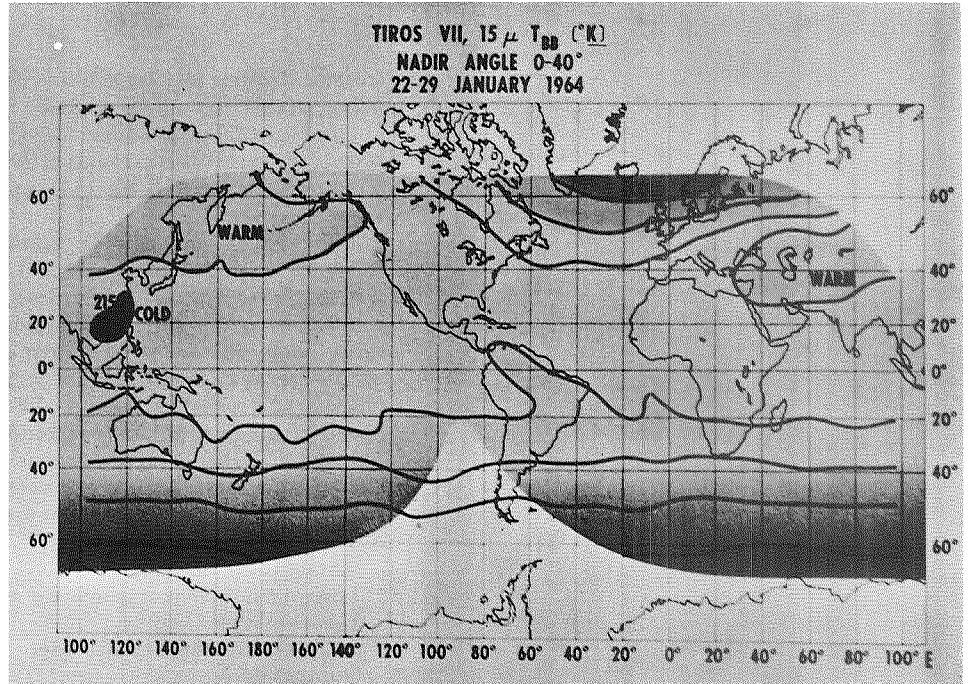 TIROS VII, 15 μ T_BB (°K)
NADIR ANGLE 0-40°
22-29 JANUARY 1964
60° 60°
WARM
40° WARM 40°
215 COLD
20° 20°
0° 0°
20° 20°
40° 40°
60° 60°
100° 120° 140° 160° 180° 160° 140° 120° 100° 80° 60° 40° 20° 0° 20° 40° 60° 80° 100° E